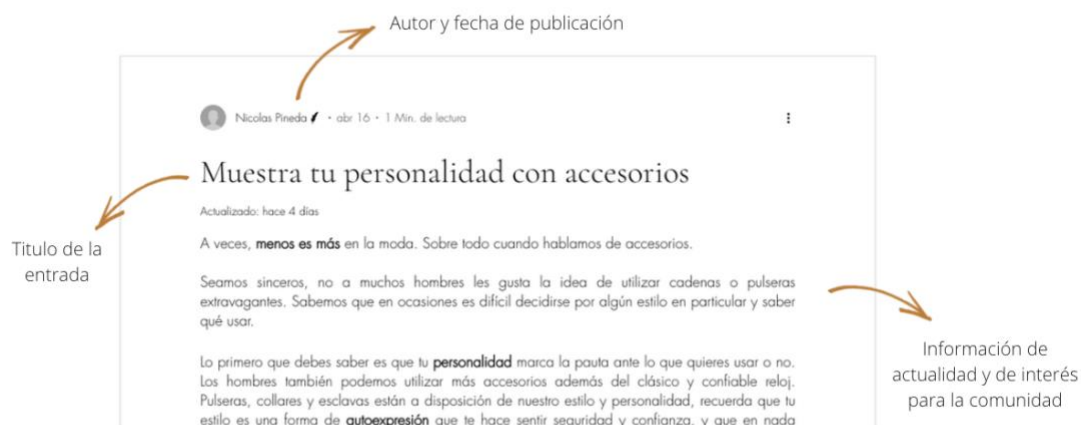 Autor y fecha de publicación
Nicolas Pineda • abr 16 • 1 Min. de lectura
Muestra tu personalidad con accesorios
Actualizado: hace 4 días
Titulo de la
entrada
A veces, menos es más en la moda. Sobre todo cuando hablamos de accesorios.
Seamos sinceros, no a muchos hombres les gusta la idea de utilizar cadenas o pulseras
extravagantes. Sabemos que en ocasiones es difícil decidirse por algún estilo en particular y saber
qué usar.
Información de
actualidad y de interés
para la comunidad
Lo primero que debes saber es que tu personalidad marca la pauta ante lo que quieres usar o no.
Los hombres también podemos utilizar más accesorios además del clásico y confiable reloj.
Pulseras, collares y esclavas están a disposición de nuestro estilo y personalidad, recuerda que tu
estilo es una forma de autoexpresión que te hace sentir seguridad y confianza, y que en nada